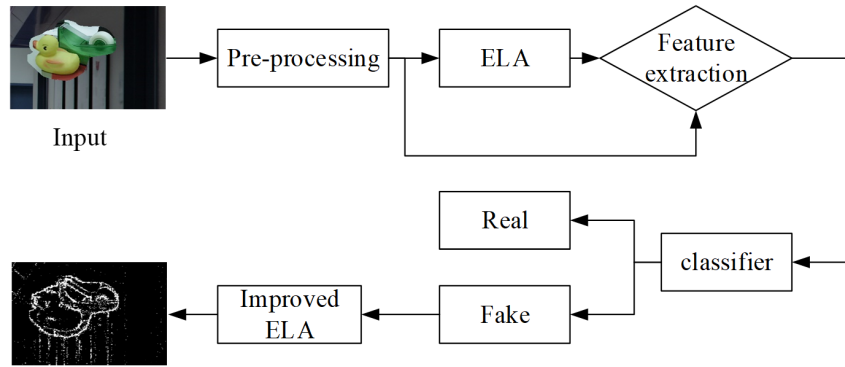 Pre-processing
ELA
Feature
extraction
Input
Real
classifier
Improved
ELA
Fake